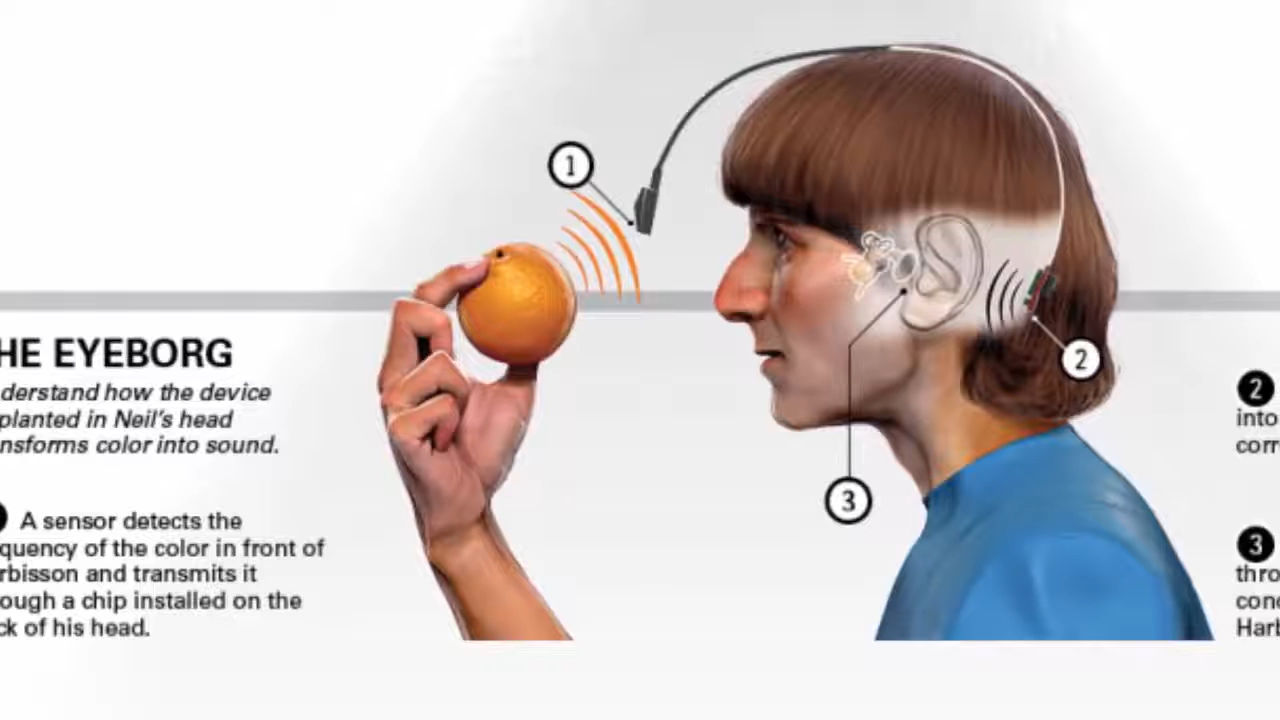 HE EYEBORG
derstand how the device
planted in Neil's head
nsforms color into sound.
A sensor detects the
quency of the color in front of
rbisson and transmits it
ough a chip installed on the
ck of his head.
1
2
3
2
into
corr
3
thro
cond
Harb